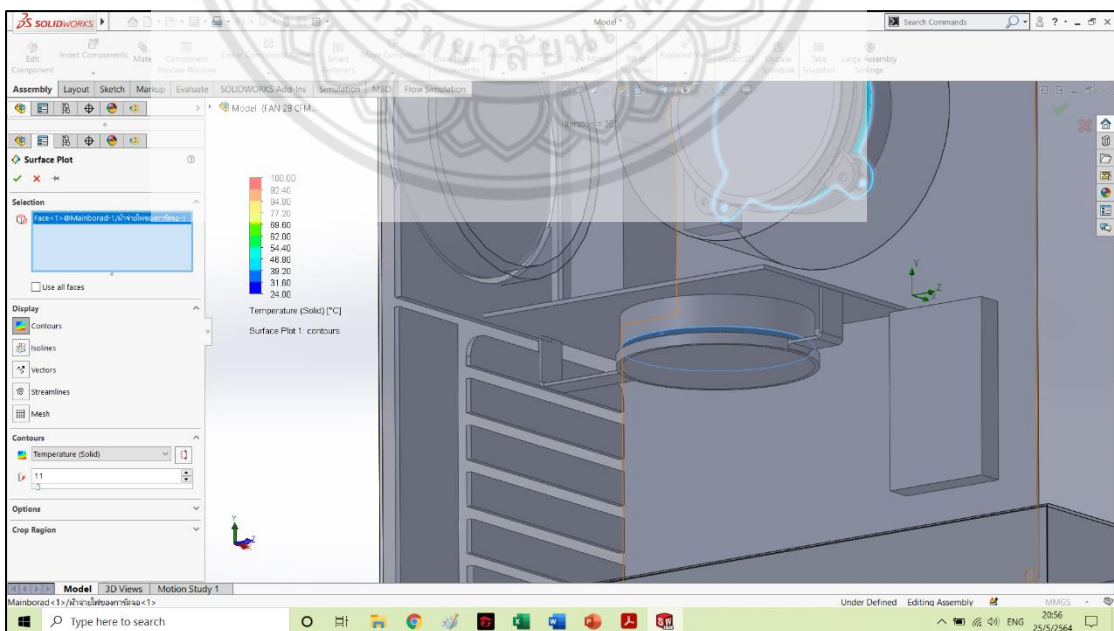 SOLIDWORKS
Model *
Search Commands
Edit Component
Insert Components
Mate
Component Preview Window
Smart Fasteners
Take Snapshot
Large Assembly Settings
Assembly Layout Sketch Markup Evaluate SOLIDWORKS Add-Ins Simulation MBD Flow Simulation
Model (FAN 28 CFM...
Iteration = 26
Surface Plot
Selection
Use all faces
Display
Contours
Isolines
Vectors
Streamlines
Mesh
Contours
Temperature (Solid)
11
Options
Crop Region
100.00
92.40
84.80
77.20
69.60
62.00
54.40
46.80
39.20
31.60
24.00
Temperature (Solid) [°C]
Surface Plot 1: contours
Y
Z
Y
Z
Model 3D Views Motion Study 1
Under Defined Editing Assembly MMGS
Type here to search
ENG
20:56
25/5/2564